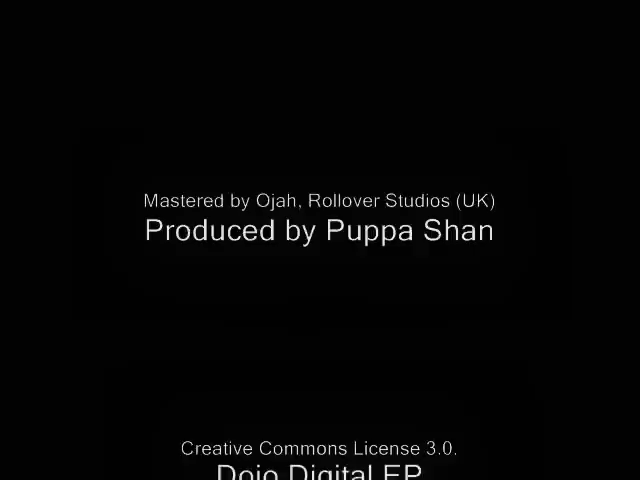 Mastered by Ojah, Rollover Studios (UK)
Produced by Puppa Shan
Creative Commons License 3.0.
Dojo Digital EP